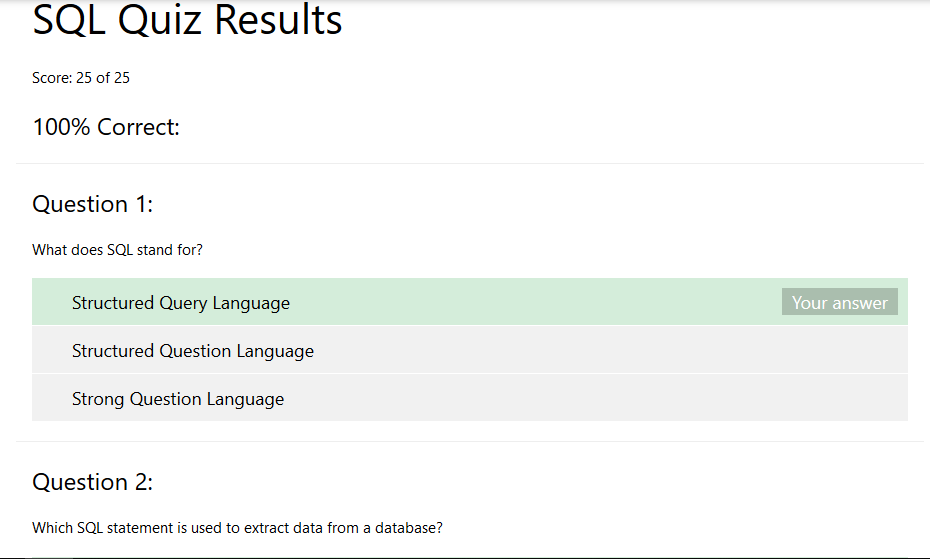 SQL Quiz Results
Score: 25 of 25
100% Correct:
Question 1:
What does SQL stand for?
Structured Query Language Your answer
Structured Question Language
Strong Question Language
Question 2:
Which SQL statement is used to extract data from a database?